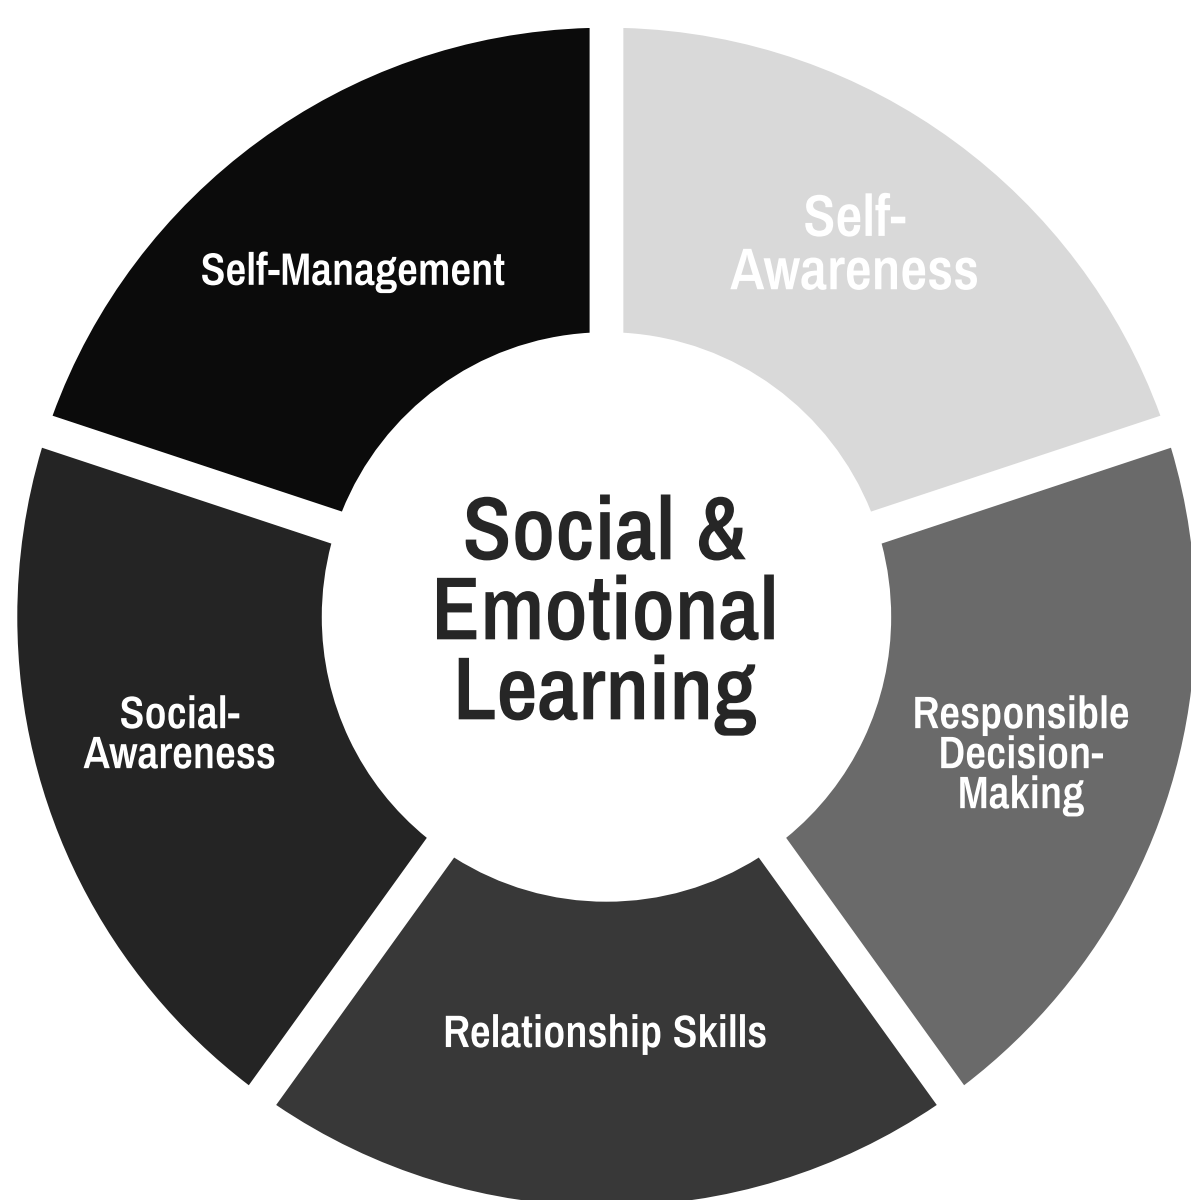 Self-
Awareness
Self-Management
Social &
Emotional
Learning
Social-
Awareness
Responsible
Decision-
Making
Relationship Skills